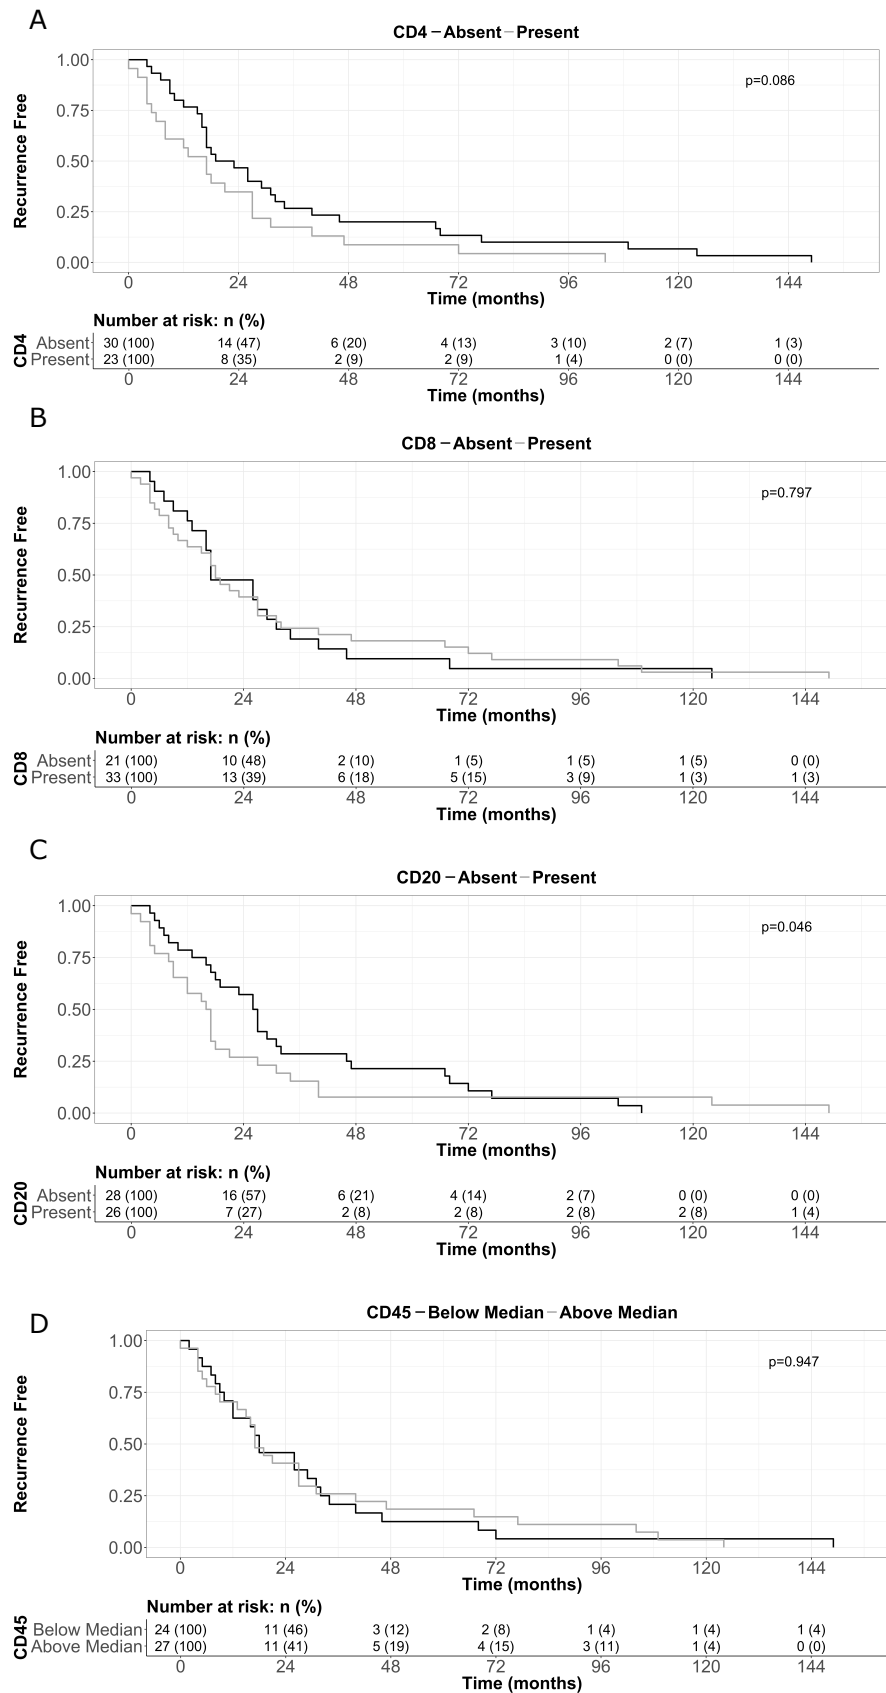 A
CD4 Absent Present
1.00
0.75
0.50
0.25
0.00
Recurrence Free
p=0.086
0 24 48 72 96 120 144
Time (months)
Number at risk: n (%)
CD4
Absent 30 (100) 14 (47) 6 (20) 4 (13) 3 (10) 2 (7) 1 (3)
Present 23 (100) 8 (35) 2 (9) 2 (9) 1 (4) 0 (0) 0 (0)
0 24 48 72 96 120 144
Time (months)
B
CD8 Absent Present
1.00
0.75
0.50
0.25
0.00
Recurrence Free
p=0.797
0 24 48 72 96 120 144
Time (months)
Number at risk: n (%)
CD8
Absent 21 (100) 10 (48) 2 (10) 1 (5) 1 (5) 1 (5) 0 (0)
Present 33 (100) 13 (39) 6 (18) 5 (15) 3 (9) 1 (3) 1 (3)
0 24 48 72 96 120 144
Time (months)
C
CD20 Absent Present
1.00
0.75
0.50
0.25
0.00
Recurrence Free
p=0.046
0 24 48 72 96 120 144
Time (months)
Number at risk: n (%)
CD20
Absent 28 (100) 16 (57) 6 (21) 4 (14) 2 (7) 0 (0) 0 (0)
Present 26 (100) 7 (27) 2 (8) 2 (8) 2 (8) 2 (8) 1 (4)
0 24 48 72 96 120 144
Time (months)
D
CD45 Below Median Above Median
1.00
0.75
0.50
0.25
0.00
Recurrence Free
p=0.947
0 24 48 72 96 120 144
Time (months)
Number at risk: n (%)
CD45
Below Median 24 (100) 11 (46) 3 (12) 2 (8) 1 (4) 1 (4) 1 (4)
Above Median 27 (100) 11 (41) 5 (19) 4 (15) 3 (11) 1 (4) 0 (0)
0 24 48 72 96 120 144
Time (months)